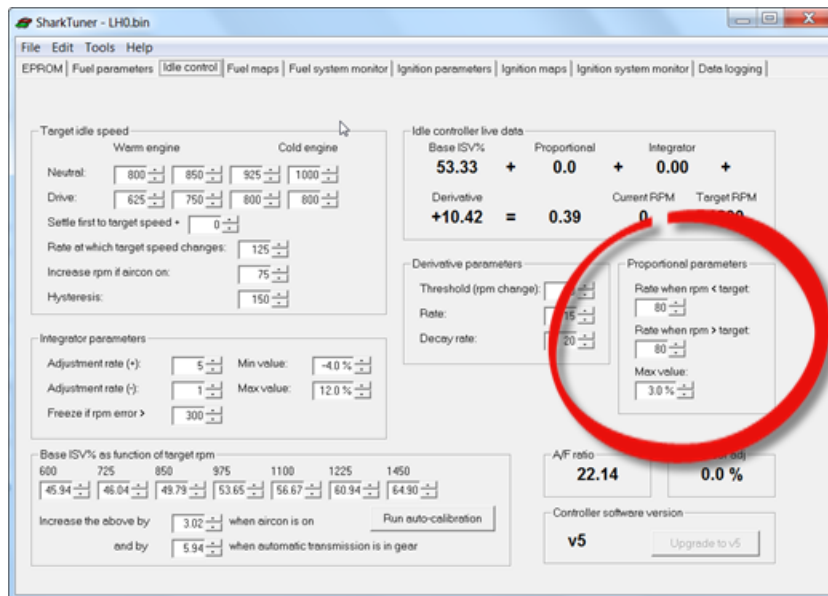 SharkTuner - LH0.bin
File Edit Tools Help
EPROM Fuel parameters Idle control Fuel maps Fuel system monitor Ignition parameters Ignition maps Ignition system monitor Data logging
Target idle speed
Warm engine Cold engine
Neutral: 800 850 925 1000
Drive: 625 750 800 800
Settle first to target speed + 0
Rate at which target speed changes: 125
Increase rpm if aircon on: 75
Hysteresis: 150
Idle controller live data
Base ISV% Proportional Integrator
53.33 + 0.0 + 0.00 +
Derivative Current RPM Target RPM
+10.42 = 0.39 0
Derivative parameters
Threshold (rpm change):
Rate: 15
Decay rate: 20
Proportional parameters
Rate when rpm < target:
80
Rate when rpm > target:
80
Max value:
3.0 %
Integrator parameters
Adjustment rate (+): 5 Min value: -4.0 %
Adjustment rate (-): 1 Max value: 12.0 %
Freeze if rpm error > 300
Base ISV% as function of target rpm
600 725 850 975 1100 1225 1450
45.94 46.04 49.79 53.65 56.67 60.94 64.90
Increase the above by 3.02 when aircon is on Run auto-calibration
and by 5.94 when automatic transmission is in gear
A/F ratio
22.14
adj
0.0 %
Controller software version
v5 Upgrade to v5